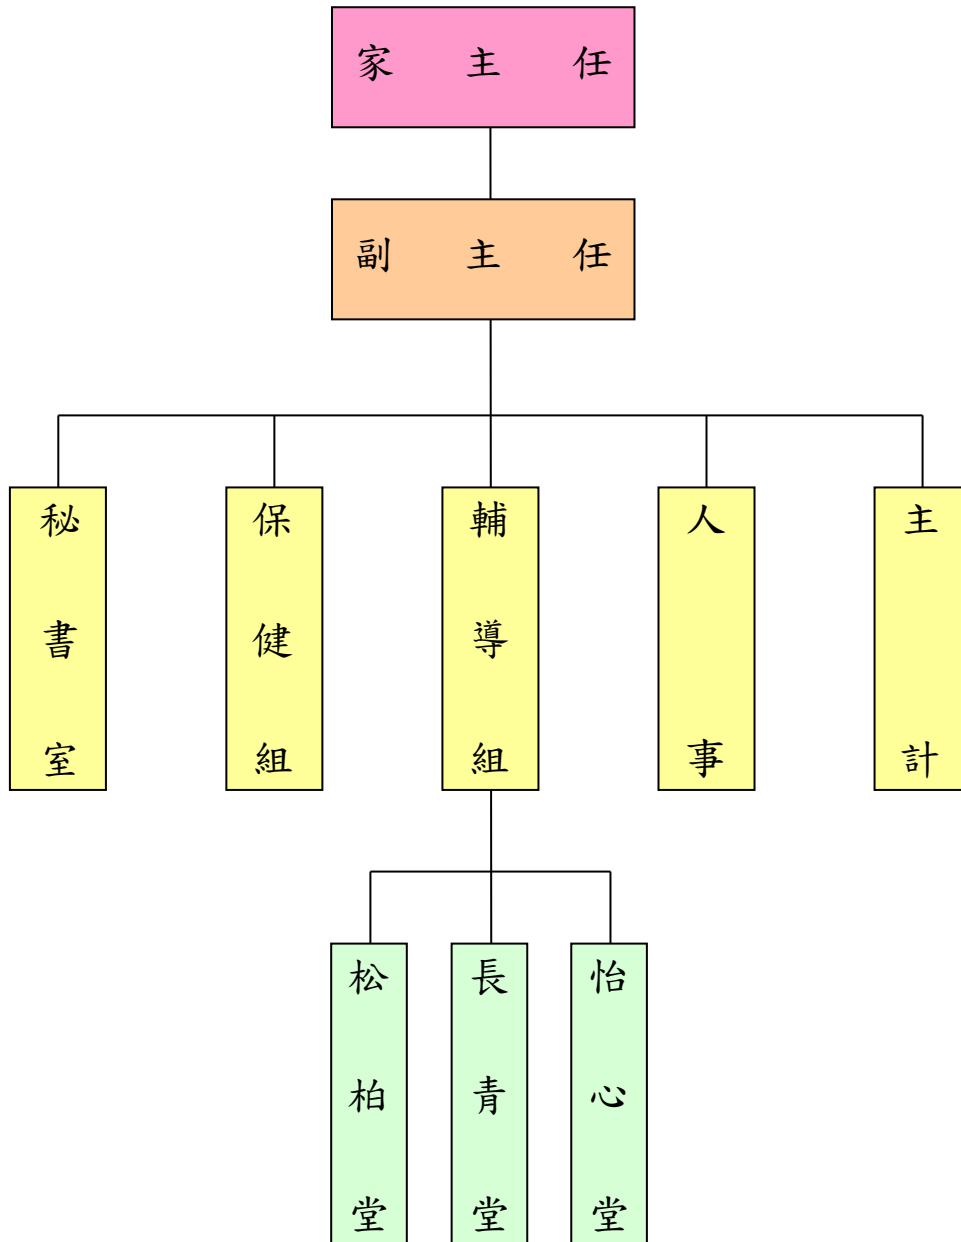 家主任
副主任
秘書室
保健組
輔導組
人事
主計
松柏堂
長青堂
怡心堂